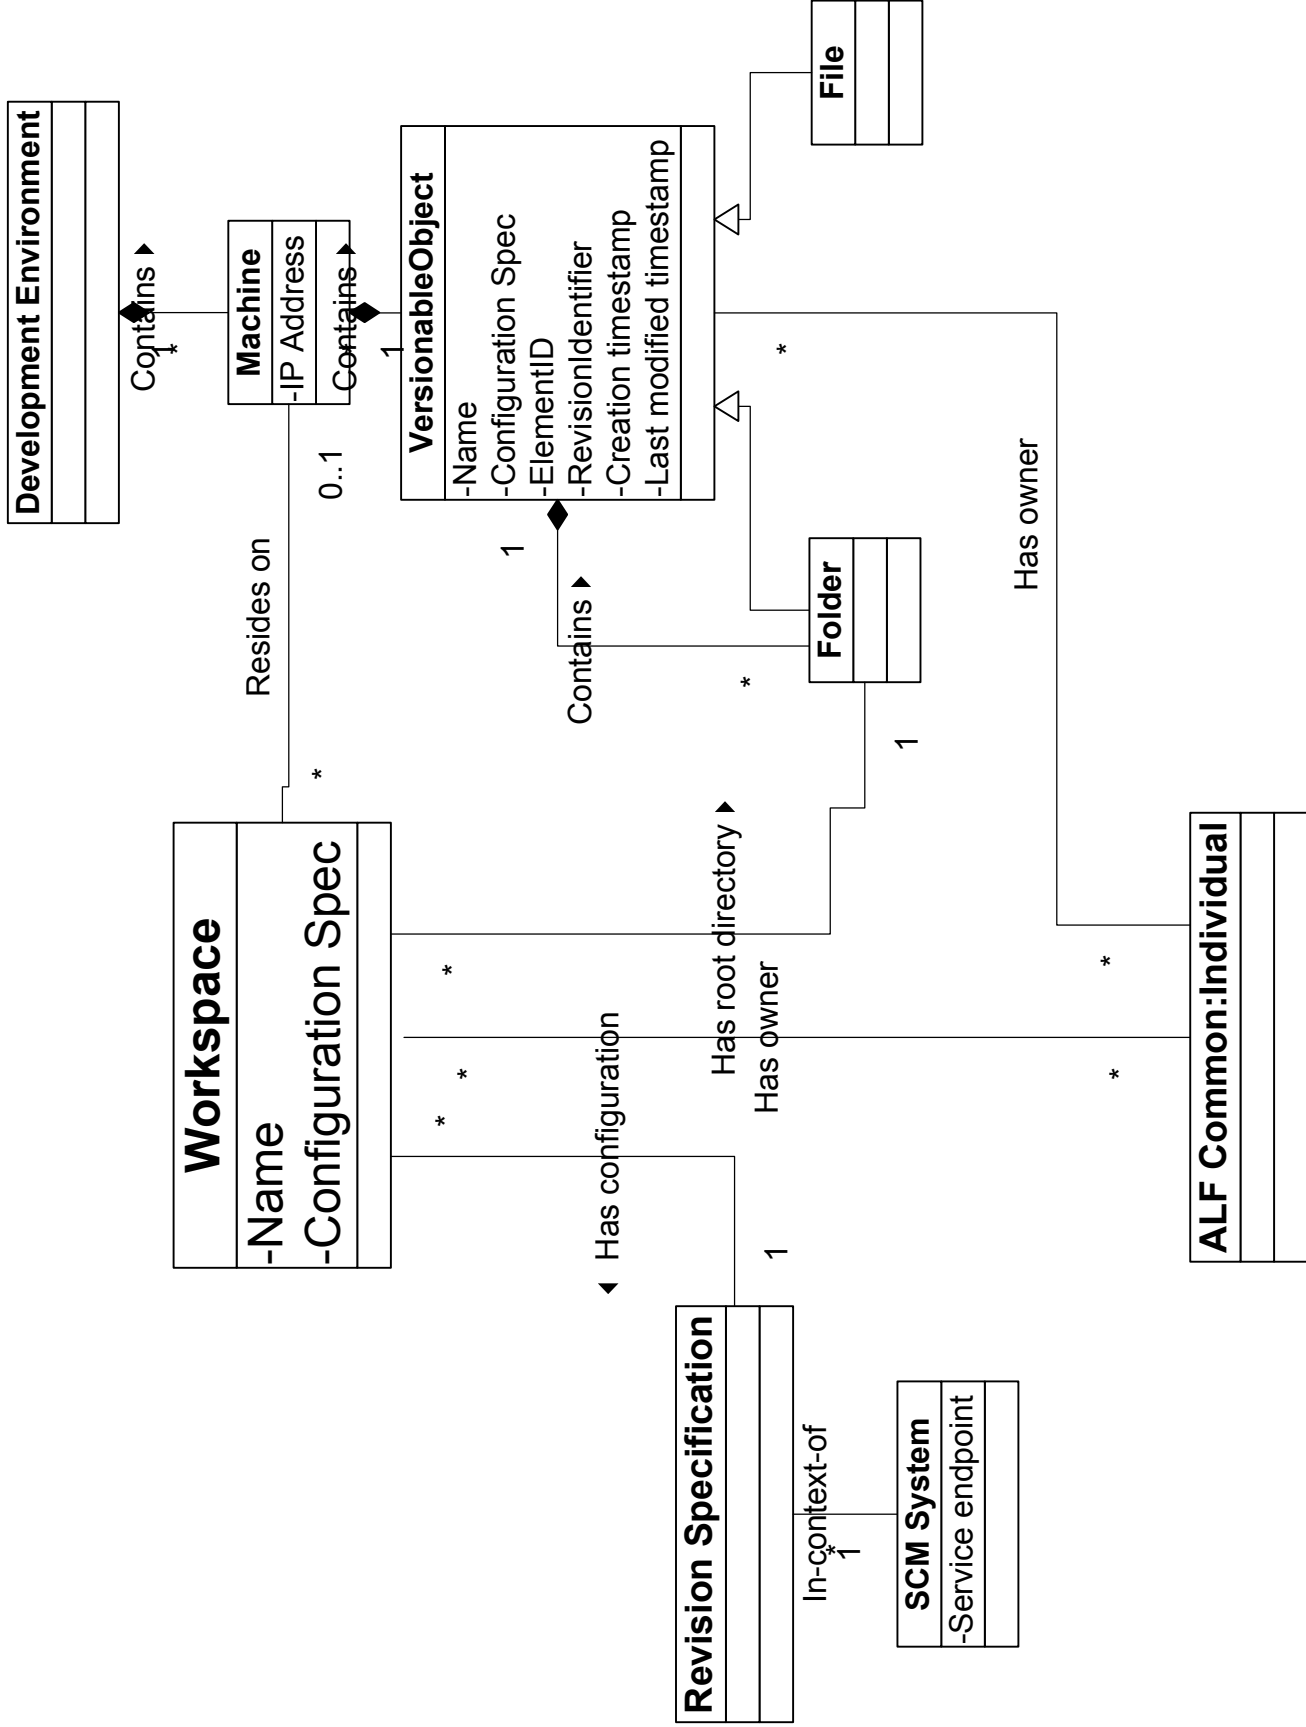 Development Environment
Contains
1
*
Machine
-IP Address
Contains
1
0..1
Resides on
*
VersionableObject
-Name
-Configuration Spec
-ElementID
-RevisionIdentifier
-Creation timestamp
-Last modified timestamp
File
1
Contains
*
Folder
1
*
Has owner
*
Workspace
-Name
-Configuration Spec
*
*
*
Has root directory
Has owner
*
Has configuration
1
ALF Common:Individual
Revision Specification
In-context-of
*
1
SCM System
-Service endpoint